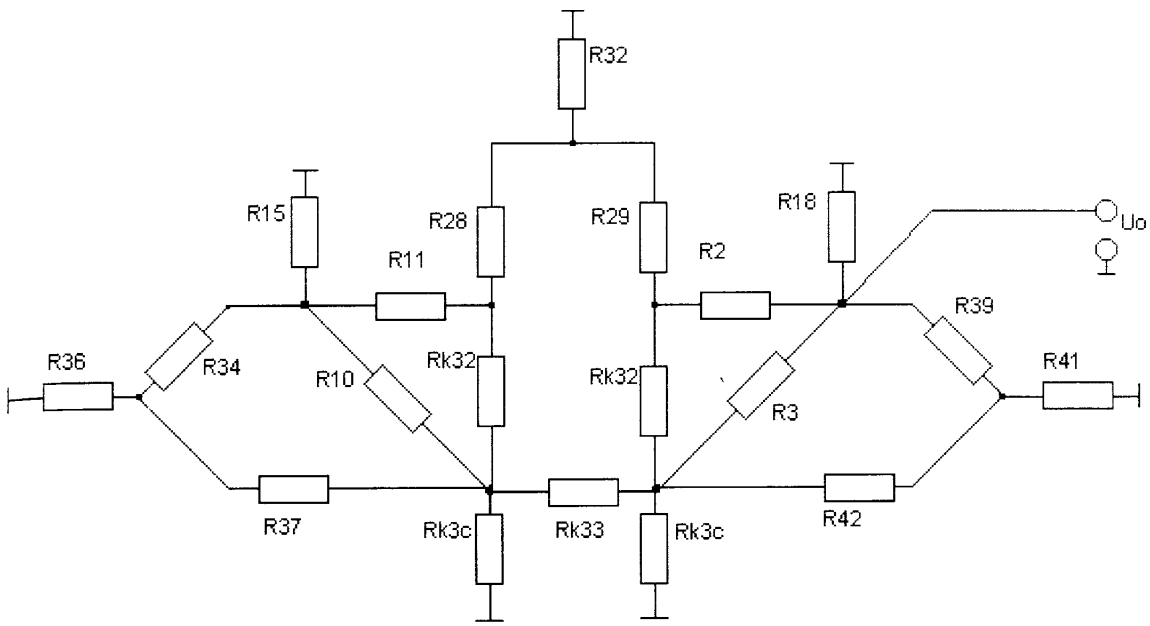 R32
R15
R28
R29
R18
Uo
R11
R2
R39
R36
R34
R10
Rk32
Rk32
R3
R41
R37
Rk3c
Rk33
Rk3c
R42